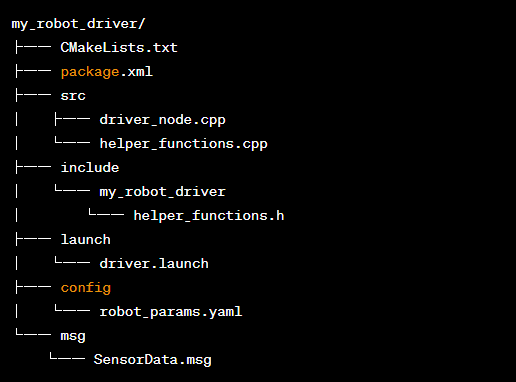 my_robot_driver/
├── CMakeLists.txt
├── package.xml
├── src
│   ├── driver_node.cpp
│   └── helper_functions.cpp
├── include
│   └── my_robot_driver
│       └── helper_functions.h
├── launch
│   └── driver.launch
├── config
│   └── robot_params.yaml
└── msg
    └── SensorData.msg